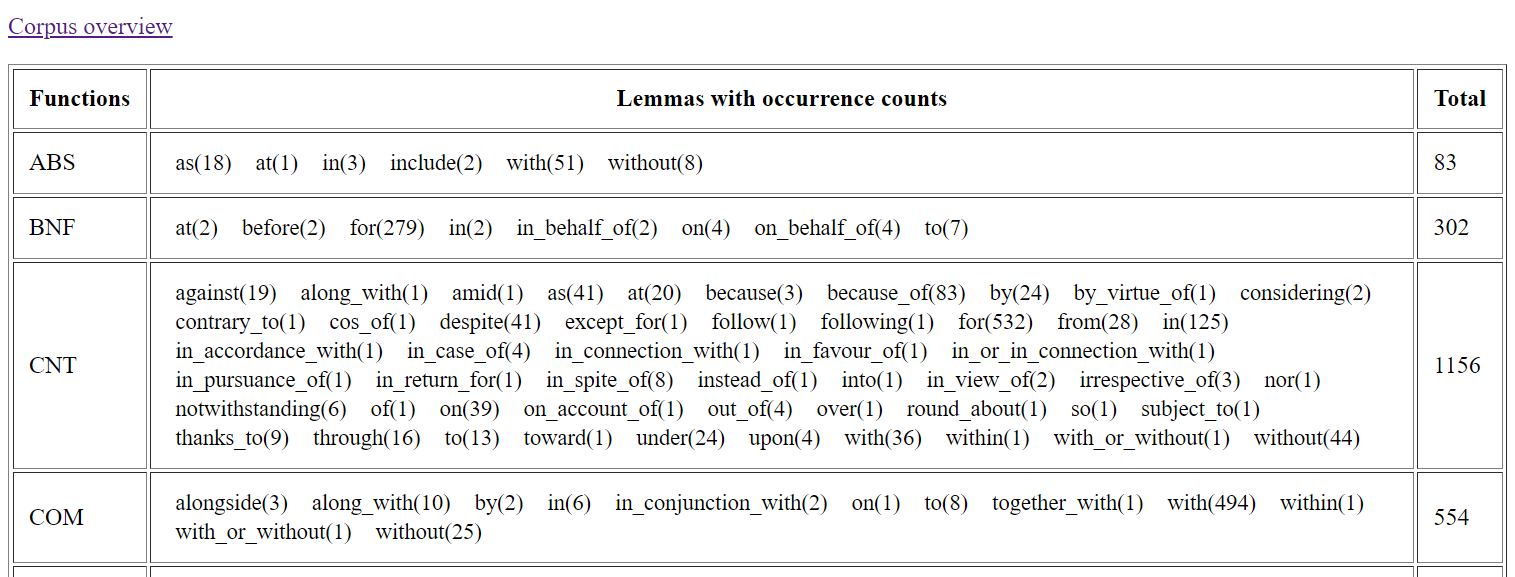 Corpus overview
Functions Lemmas with occurrence counts Total
ABS as(18) at(1) in(3) include(2) with(51) without(8) 83
BNF at(2) before(2) for(279) in(2) in_behalf_of(2) on(4) on_behalf_of(4) to(7) 302
against(19) along_with(1) amid(1) as(41) at(20) because(3) because_of(83) by(24) by_virtue_of(1) considering(2)
contrary_to(1) cos_of(1) despite(41) except_for(1) follow(1) following(1) for(532) from(28) in(125)
in_accordance_with(1) in_case_of(4) in_connection_with(1) in_favour_of(1) in_or_in_connection_with(1)
CNT in_pursuance_of(1) in_return_for(1) in_spite_of(8) instead_of(1) into(1) in_view_of(2) irrespective_of(3) nor(1) 1156
notwithstanding(6) of(1) on(39) on_account_of(1) out_of(4) over(1) round_about(1) so(1) subject_to(1)
thanks_to(9) through(16) to(13) toward(1) under(24) upon(4) with(36) within(1) with_or_without(1) without(44)
COM alongside(3) along_with(10) by(2) in(6) in_conjunction_with(2) on(1) to(8) together_with(1) with(494) within(1) 554
with_or_without(1) without(25)